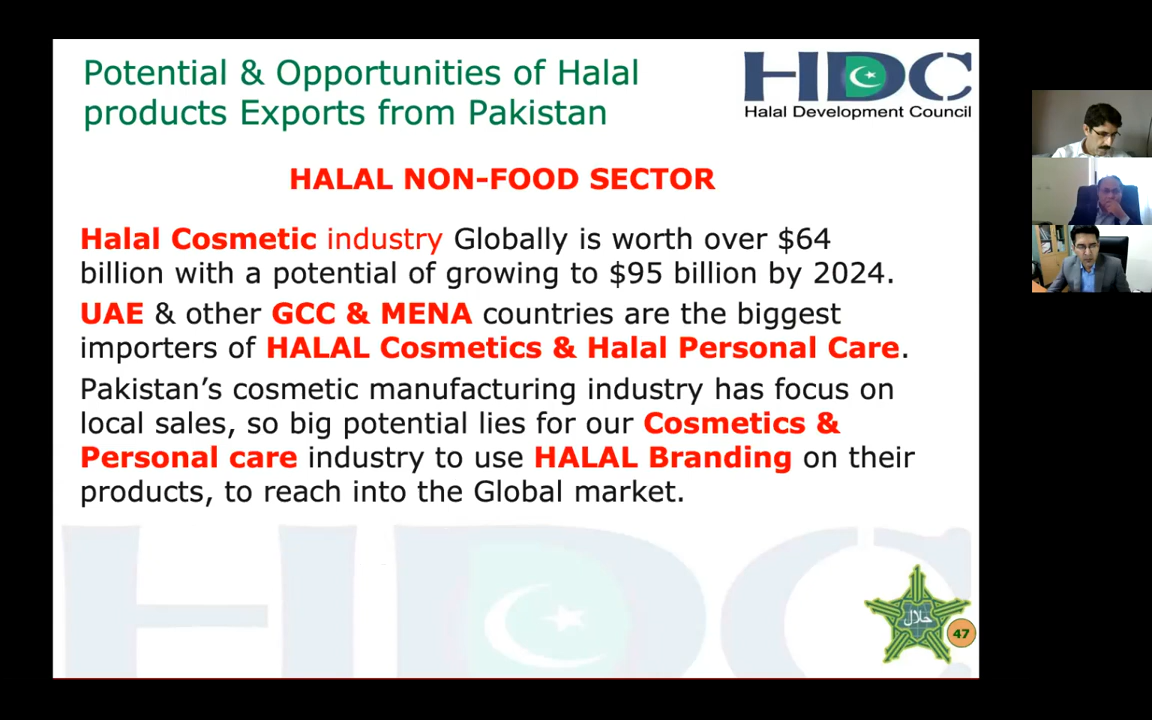 Potential & Opportunities of Halal
products Exports from Pakistan
HDC
Halal Development Council
HALAL NON-FOOD SECTOR
Halal Cosmetic industry Globally is worth over $64
billion with a potential of growing to $95 billion by 2024.
UAE & other GCC & MENA countries are the biggest
importers of HALAL Cosmetics & Halal Personal Care.
Pakistan’s cosmetic manufacturing industry has focus on
local sales, so big potential lies for our Cosmetics &
Personal care industry to use HALAL Branding on their
products, to reach into the Global market.
HDC
حلال
47